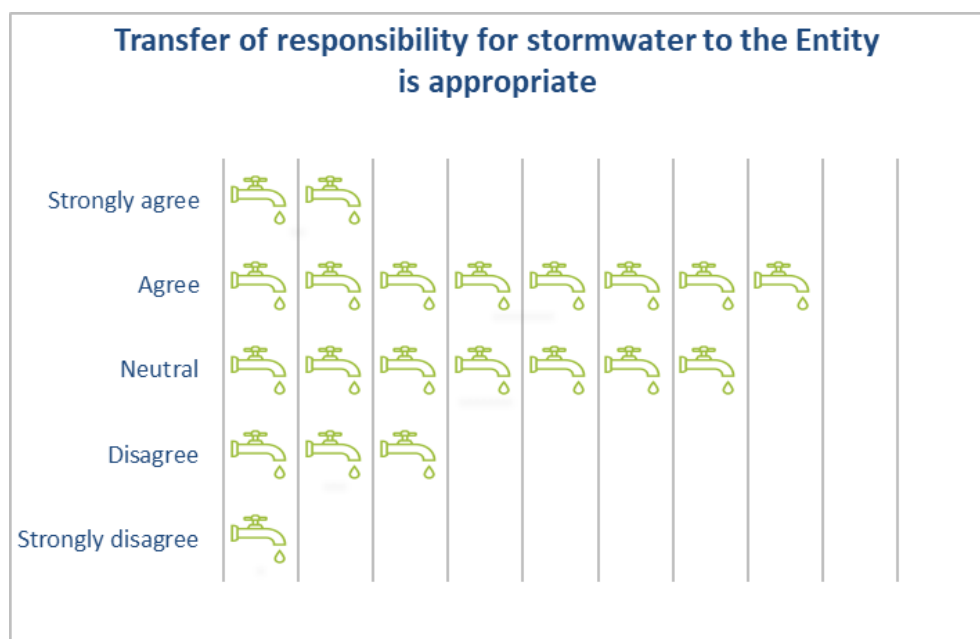 Transfer of responsibility for stormwater to the Entity
is appropriate
Strongly agree
Agree
Neutral
Disagree
Strongly disagree